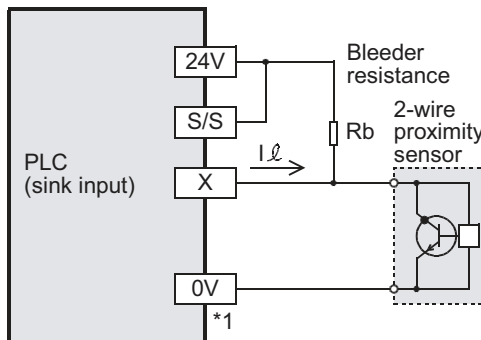 24V
S/S
X
0V
*1
PLC
(sink input)
Iℓ
Bleeder
resistance
Rb
2-wire
proximity
sensor